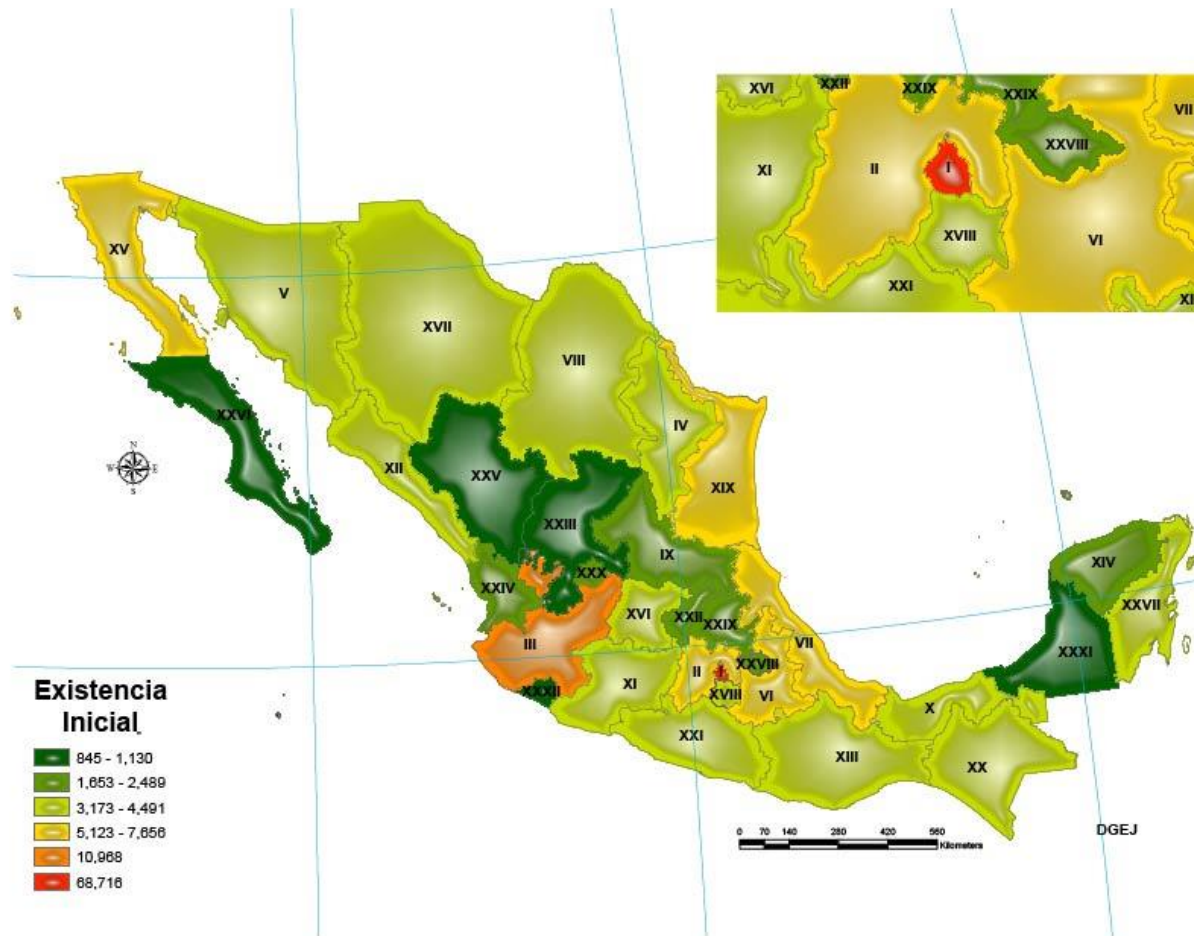 XVI
XXII
XXIX
XXIX
VII
XXVIII
XI
II
I
XVIII
VI
XXI
XV
V
XVII
VIII
IV
XXVI
XII
XXV
XIX
XXIII
IX
XXX
XXIV
XIV
XXVII
XXII
XXIX
XVI
III
VII
XXXI
XXVIII
II
I
XI
XXXII
XVIII
VI
X
XXI
XIII
XX
N
W E
S
Existencia
Inicial
845 - 1,130
1,653 - 2,489
3,173 - 4,491
5,123 - 7,656
10,968
68,716
0 70 140 280 420 560
Kilometers
DGEJ